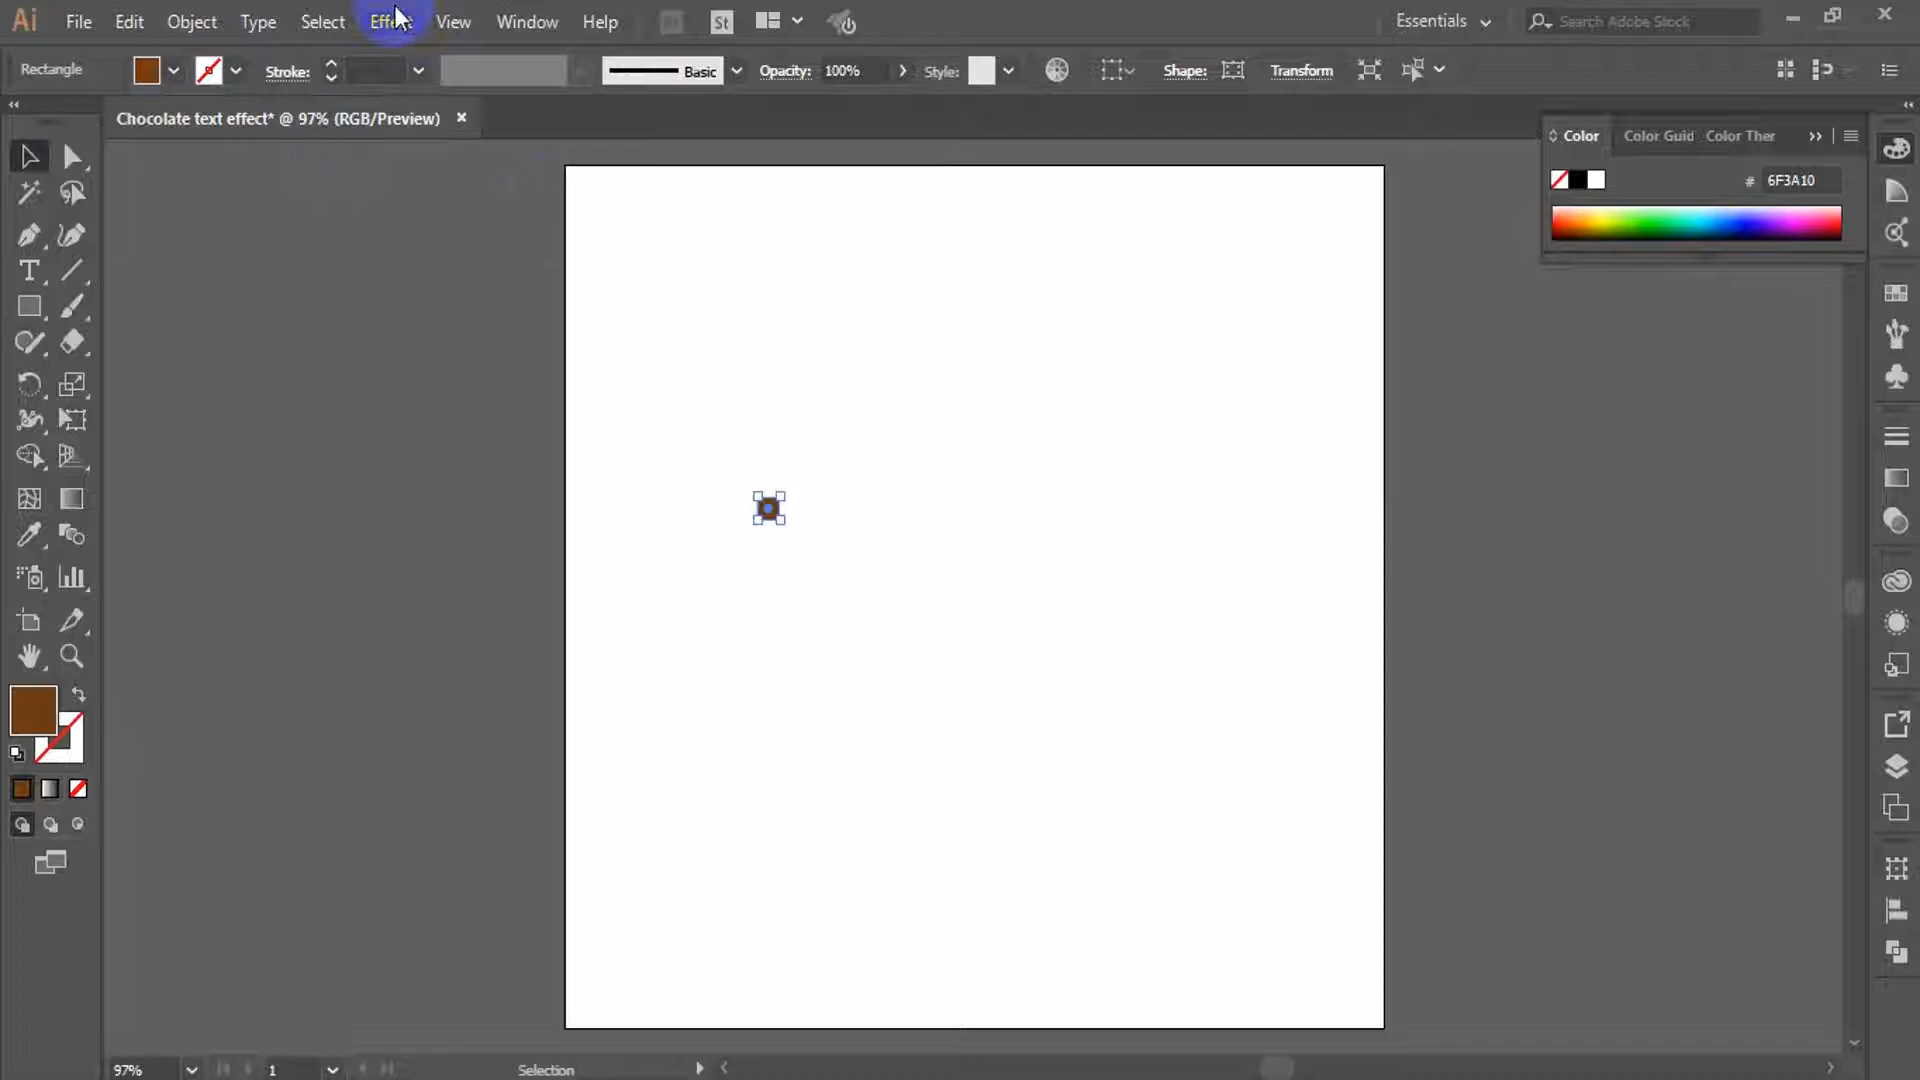 Ai File Edit Object Type Select Effect View Window Help St Essentials Search Adobe Stock
Rectangle Stroke: Basic Opacity: 100% Style: Shape: Transform
Chocolate text effect* @ 97% (RGB/Preview) ×
Color Color Guid Color Ther
# 6F3A10
97% 1 Selection